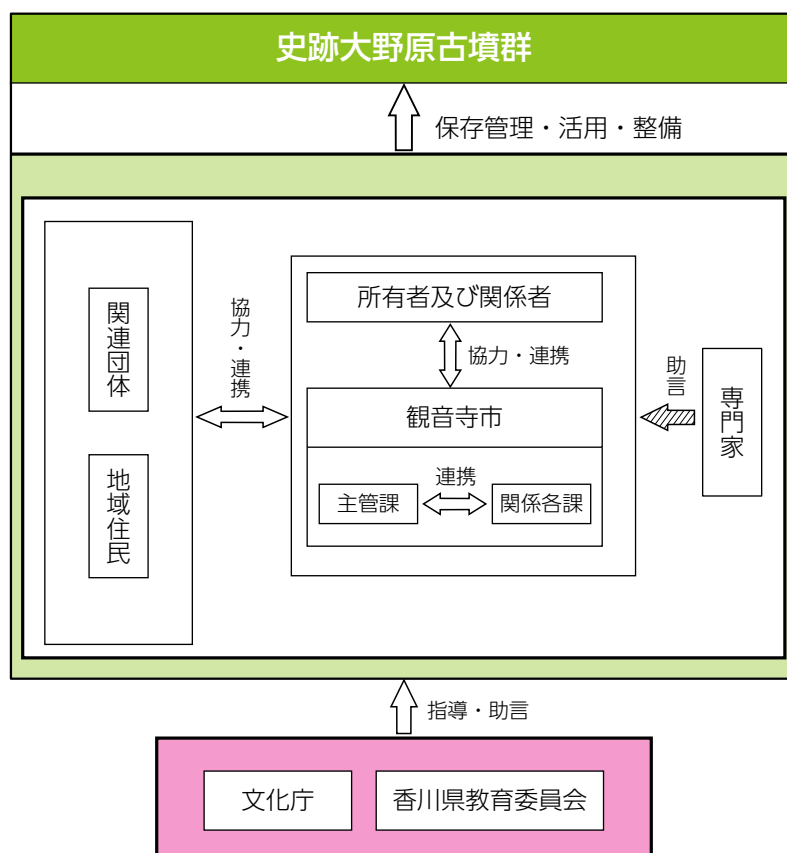 史跡大野原古墳群
保存管理・活用・整備
関連団体
地域住民
協力・連携
所有者及び関係者
協力・連携
観音寺市
主管課
連携
関係各課
助言
専門家
指導・助言
文化庁
香川県教育委員会